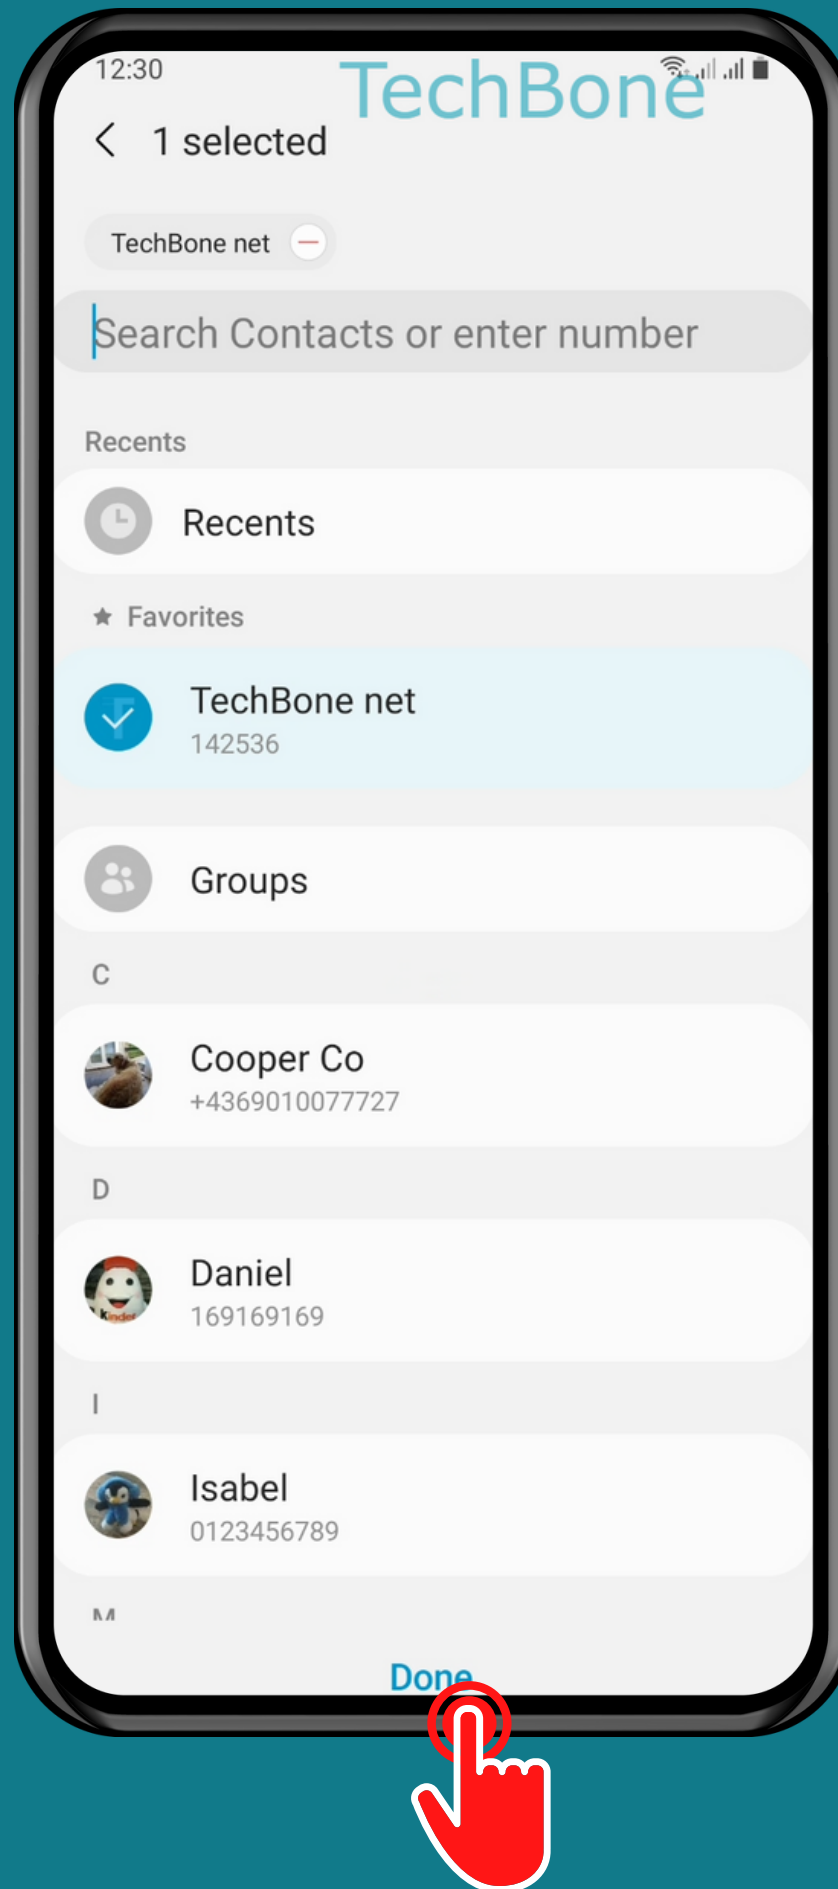 12:30
TechBone
1 selected
TechBone net
Search Contacts or enter number
Recents
Recents
Favorites
TechBone net
142536
Groups
C
Cooper Co
+4369010077727
D
Daniel
169169169
Kinder
I
Isabel
0123456789
M
Done